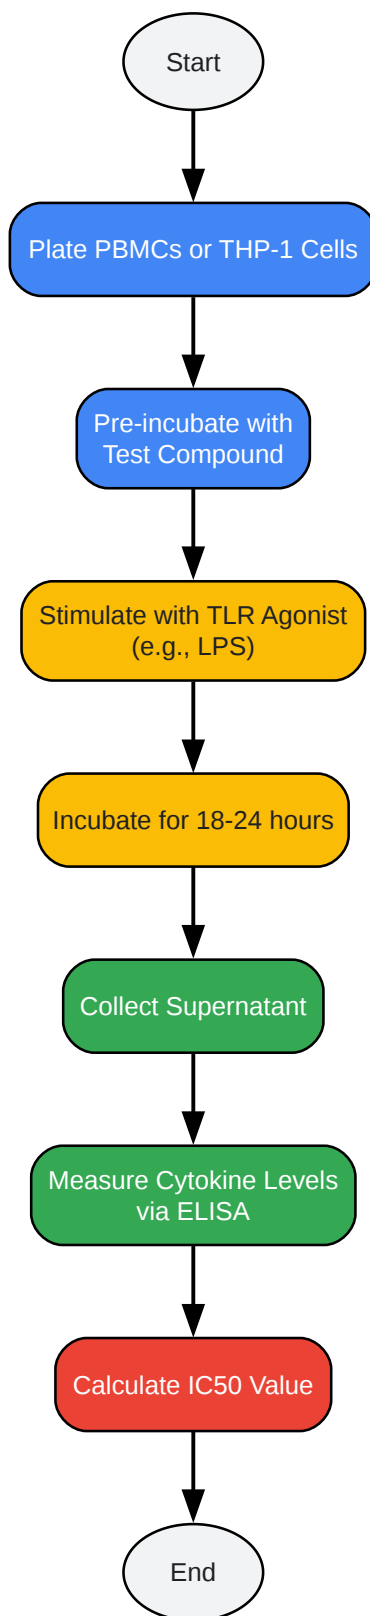 Start
Plate PBMCs or THP-1 Cells
Pre-incubate with
Test Compound
Stimulate with TLR Agonist
(e.g., LPS)
Incubate for 18-24 hours
Collect Supernatant
Measure Cytokine Levels
via ELISA
Calculate IC50 Value
End